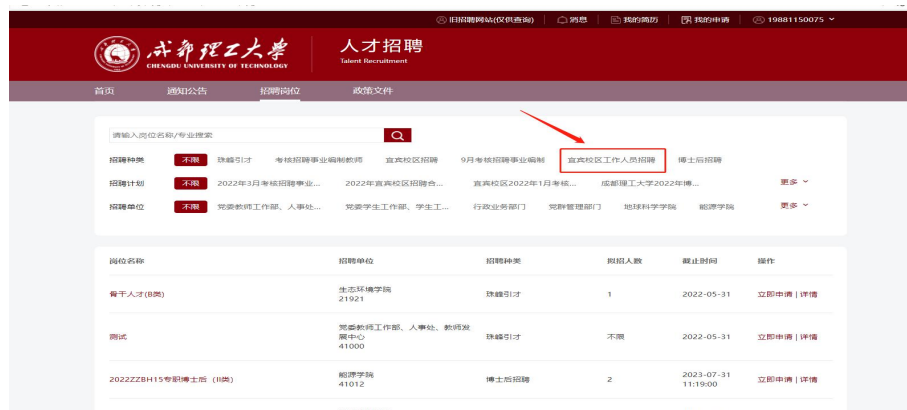 旧招聘网站(仅供查询) 消息 我的简历 我的申请 19881150075
成都理工大学
CHENGDU UNIVERSITY OF TECHNOLOGY
人才招聘
Talent Recruitment
首页 通知公告 招聘岗位 政策文件
请输入岗位名称/专业搜索
招聘种类 不限 珠峰引才 考核招聘事业编制教师 宜宾校区招聘 9月考核招聘事业编制 宜宾校区工作人员招聘 博士后招聘
招聘计划 不限 2022年3月考核招聘事业... 2022年宜宾校区招聘合... 宜宾校区2022年1月考核... 成都理工大学2022年博... 更多
招聘单位 不限 党委教师工作部、人事处... 党委学生工作部、学生工... 行政业务部门 党群管理部门 地球科学学院 能源学院 更多
岗位名称 招聘单位 招聘种类 拟招人数 截止时间 操作
骨干人才(B类) 生态环境学院 珠峰引才 1 2022-05-31 立即申请 | 详情
21921
测试 党委教师工作部、人事处、教师发 珠峰引才 不限 2022-05-31 立即申请 | 详情
展中心
41000
2022ZZBH15专职博士后（II类） 能源学院 博士后招聘 2 2023-07-31 立即申请 | 详情
41012 11:19:00